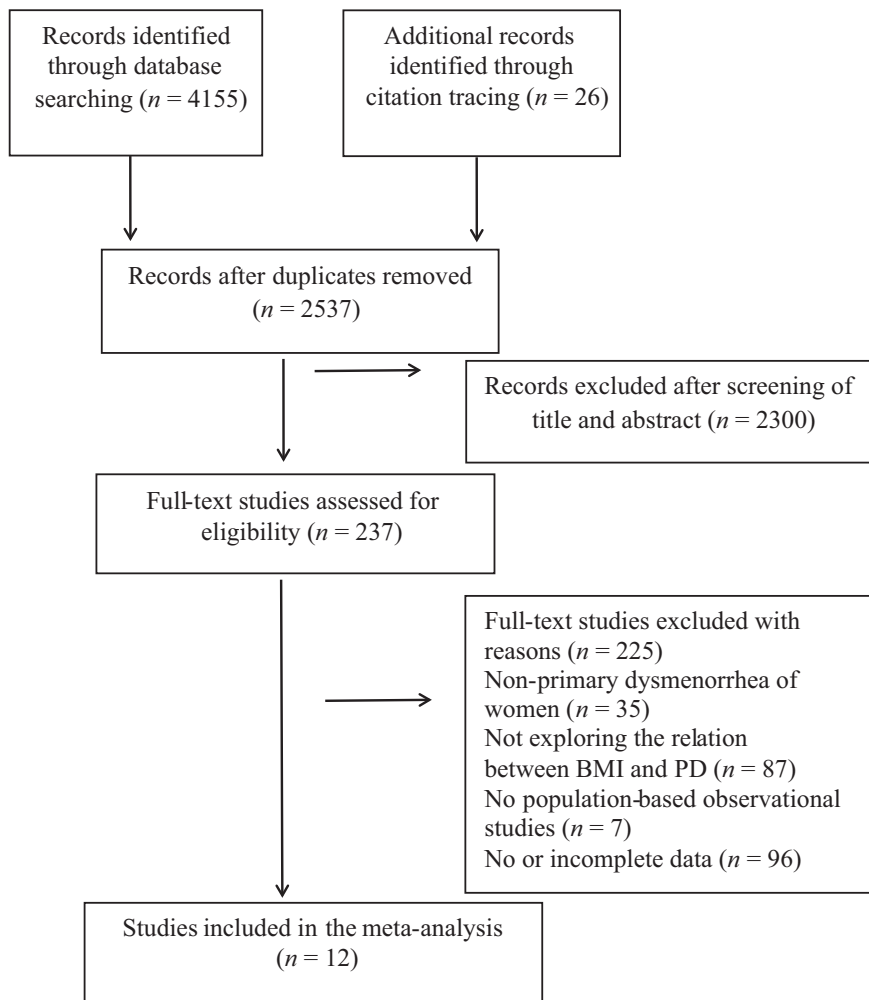 Records identified
through database
searching (n = 4155)
Additional records
identified through
citation tracing (n = 26)
Records after duplicates removed
(n = 2537)
Records excluded after screening of
title and abstract (n = 2300)
Full-text studies assessed for
eligibility (n = 237)
Full-text studies excluded with
reasons (n = 225)
Non-primary dysmenorrhea of
women (n = 35)
Not exploring the relation
between BMI and PD (n = 87)
No population-based observational
studies (n = 7)
No or incomplete data (n = 96)
Studies included in the meta-analysis
(n = 12)